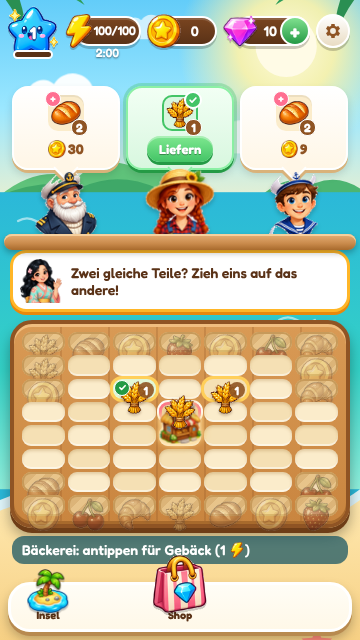 1
100/100
0
10
+
2:00
2
30
1
Liefern
2
9
Zwei gleiche Teile? Zieh eins auf das
andere!
1
1
Bäckerei: antippen für Gebäck (1 ⚡)
Insel
Shop